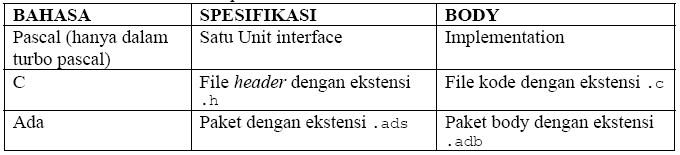 BAHASA SPESIFIKASI BODY
Pascal (hanya dalam turbo pascal) Satu Unit interface Implementation
C File header dengan ekstensi .h File kode dengan ekstensi .c
Ada Paket dengan ekstensi .ads Paket body dengan ekstensi .adb